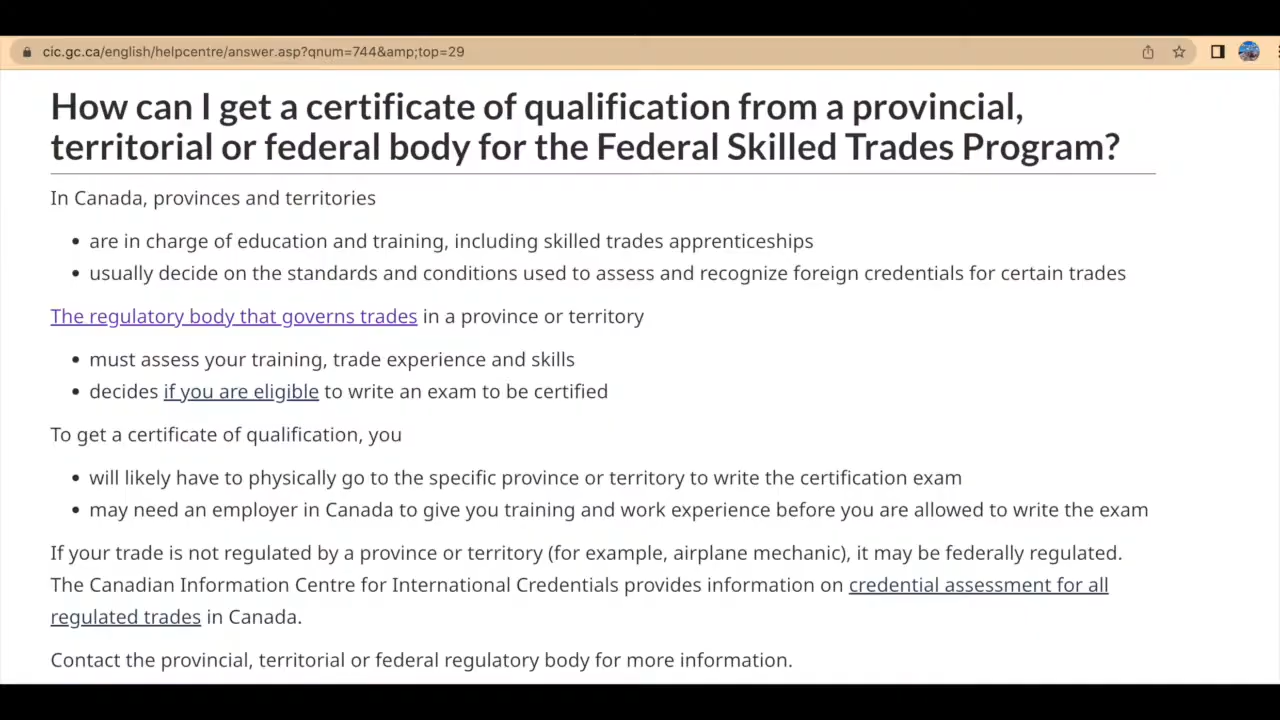 cic.gc.ca/english/helpcentre/answer.asp?qnum=744&amp;top=29
How can I get a certificate of qualification from a provincial,
territorial or federal body for the Federal Skilled Trades Program?
In Canada, provinces and territories
• are in charge of education and training, including skilled trades apprenticeships
• usually decide on the standards and conditions used to assess and recognize foreign credentials for certain trades
The regulatory body that governs trades in a province or territory
• must assess your training, trade experience and skills
• decides if you are eligible to write an exam to be certified
To get a certificate of qualification, you
• will likely have to physically go to the specific province or territory to write the certification exam
• may need an employer in Canada to give you training and work experience before you are allowed to write the exam
If your trade is not regulated by a province or territory (for example, airplane mechanic), it may be federally regulated.
The Canadian Information Centre for International Credentials provides information on credential assessment for all
regulated trades in Canada.
Contact the provincial, territorial or federal regulatory body for more information.